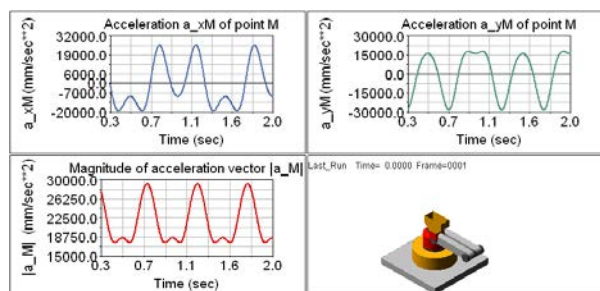 Acceleration a_xM of point M
a_xM (mm/sec**2)
32000.0
19000.0
6000.0
0.0
-7000.0
-20000.0
0.3 0.7 1.1 1.6 2.0
Time (sec)
Acceleration a_yM of point M
a_yM (mm/sec**2)
30000.0
15000.0
0.0
-15000.0
-30000.0
0.3 0.7 1.1 1.6 2.0
Time (sec)
Magnitude of acceleration vector |a_M|
|a_M| (mm/sec**2)
30000.0
26250.0
22500.0
18750.0
15000.0
0.3 0.7 1.1 1.6 2.0
Time (sec)
Last_Run Time= 0.0000 Frame=0001